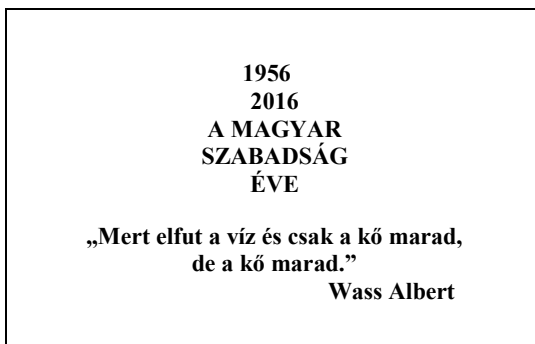 1956
2016
A MAGYAR
SZABADSÁG
ÉVE
„Mert elfut a víz és csak a kő marad,
de a kő marad.”
Wass Albert